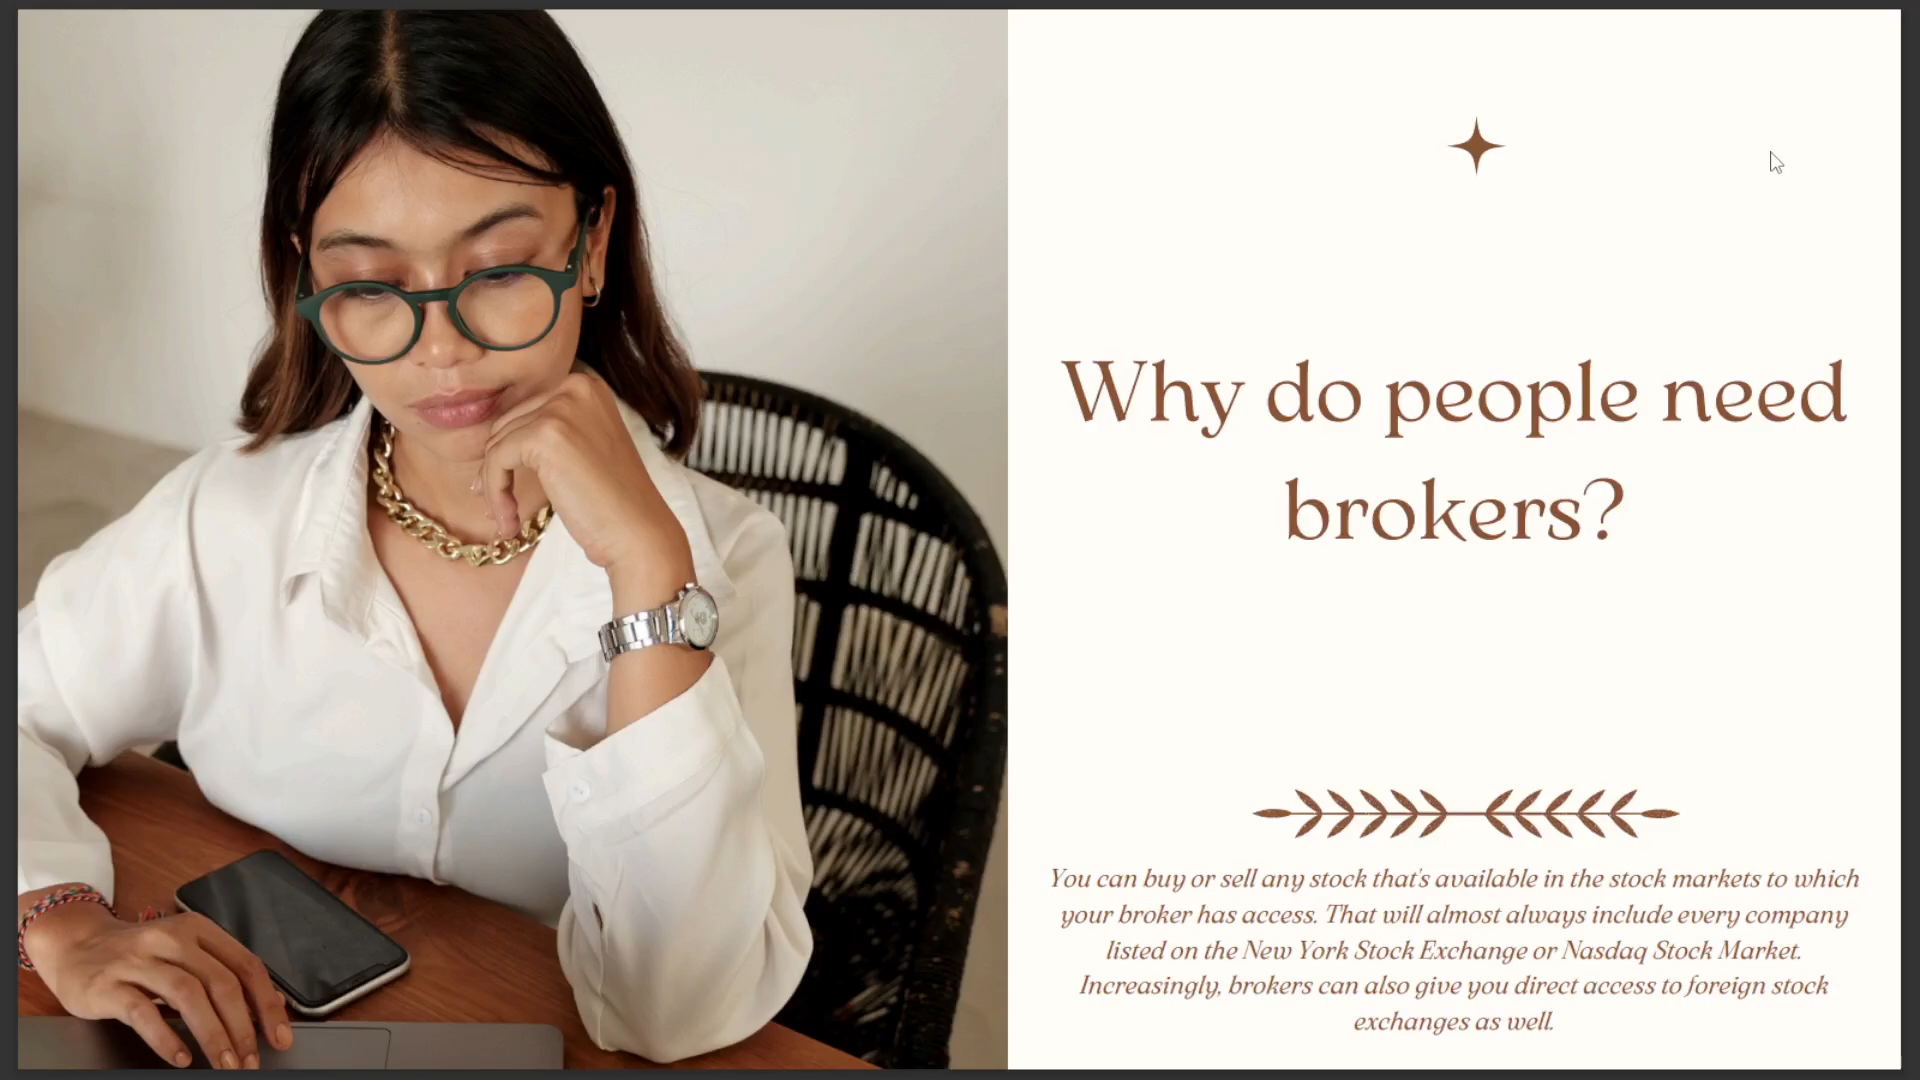 Why do people need
brokers?
You can buy or sell any stock that's available in the stock markets to which
your broker has access. That will almost always include every company
listed on the New York Stock Exchange or Nasdaq Stock Market.
Increasingly, brokers can also give you direct access to foreign stock
exchanges as well.